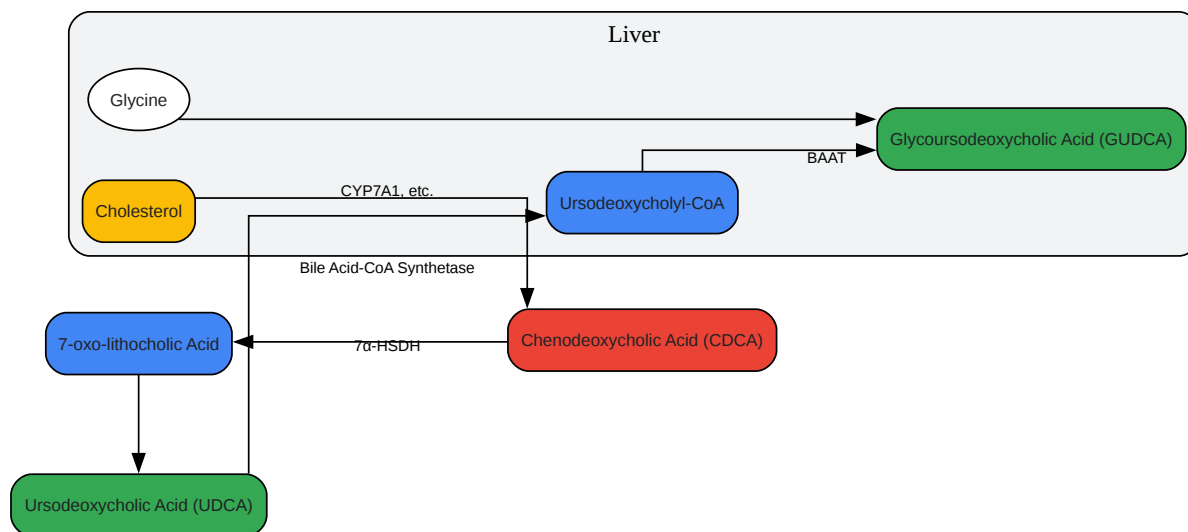 Liver
Glycine
Glycoursodeoxycholic Acid (GUDCA)
BAAT
CYP7A1, etc.
Ursodeoxycholyl-CoA
Cholesterol
Bile Acid-CoA Synthetase
7-oxo-lithocholic Acid
7α-HSDH
Chenodeoxycholic Acid (CDCA)
Ursodeoxycholic Acid (UDCA)